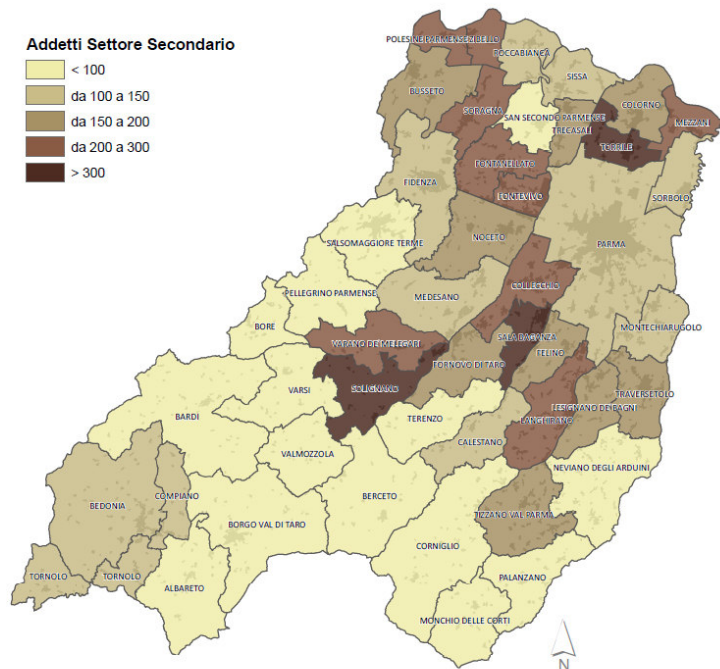 Addetti Settore Secondario
< 100
da 100 a 150
da 150 a 200
da 200 a 300
> 300
POLESINE PARMENSE
ZIBELLO
ROCCABIANCA
SISSA
BUSSETO
COLORNO
SORAGNA
SAN SECONDO PARMENSE
TRECASALI
MEZZANI
TORRILE
FONTANELLATO
FIDENZA
FONTEVIVO
SORBOLO
NOCETO
PARMA
SALSOMAGGIORE TERME
COLLECCHIO
PELLEGRINO PARMENSE
MEDESANO
BORE
MONTECHIARUGOLO
SALA BAGANZA
VARANO DE MELEGARI
FELINO
FORNOVO DI TARO
SOLIGNANO
VARSI
TRAVERSETOLO
LESIGNANO DE BAGNI
BARDI
TERENZO
LANGHIRANO
CALESTANO
VALMOZZOLA
NEVIANO DEGLI ARDUINI
COMPIANO
BERCETO
BEDONIA
TIZZANO VAL PARMA
BORGO VAL DI TARO
CORNIGLIO
TORNOLO
TORNOLO
PALANZANO
ALBARETO
MONCHIO DELLE CORTI
N